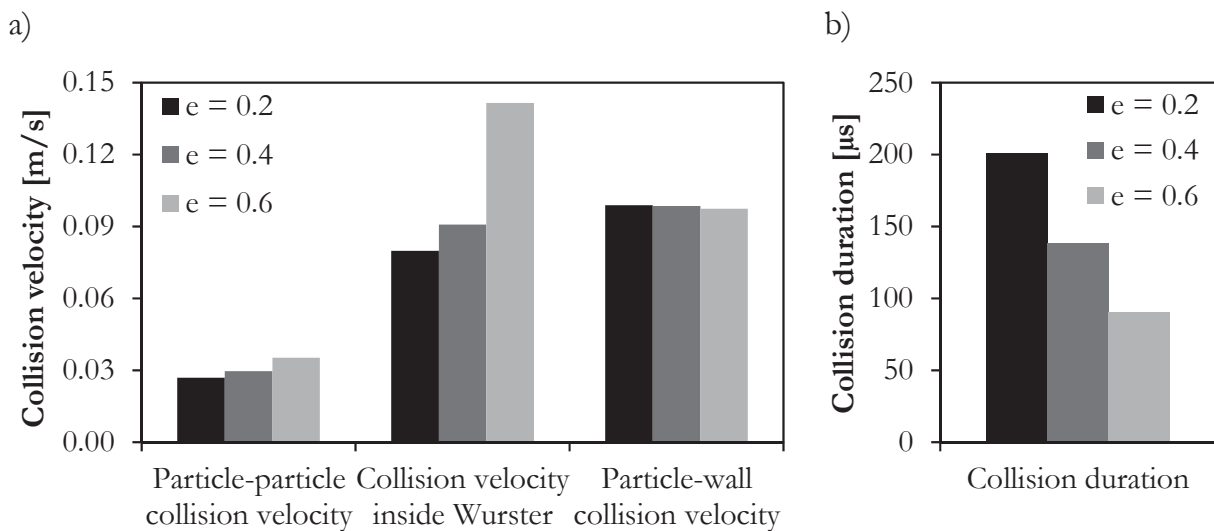 a)
Collision velocity [m/s]
0.15
0.12
0.09
0.06
0.03
0.00
e = 0.2
e = 0.4
e = 0.6
Particle-particle
collision velocity
Collision velocity
inside Wurster
Particle-wall
collision velocity
b)
Collision duration [µs]
250
200
150
100
50
0
e = 0.2
e = 0.4
e = 0.6
Collision duration